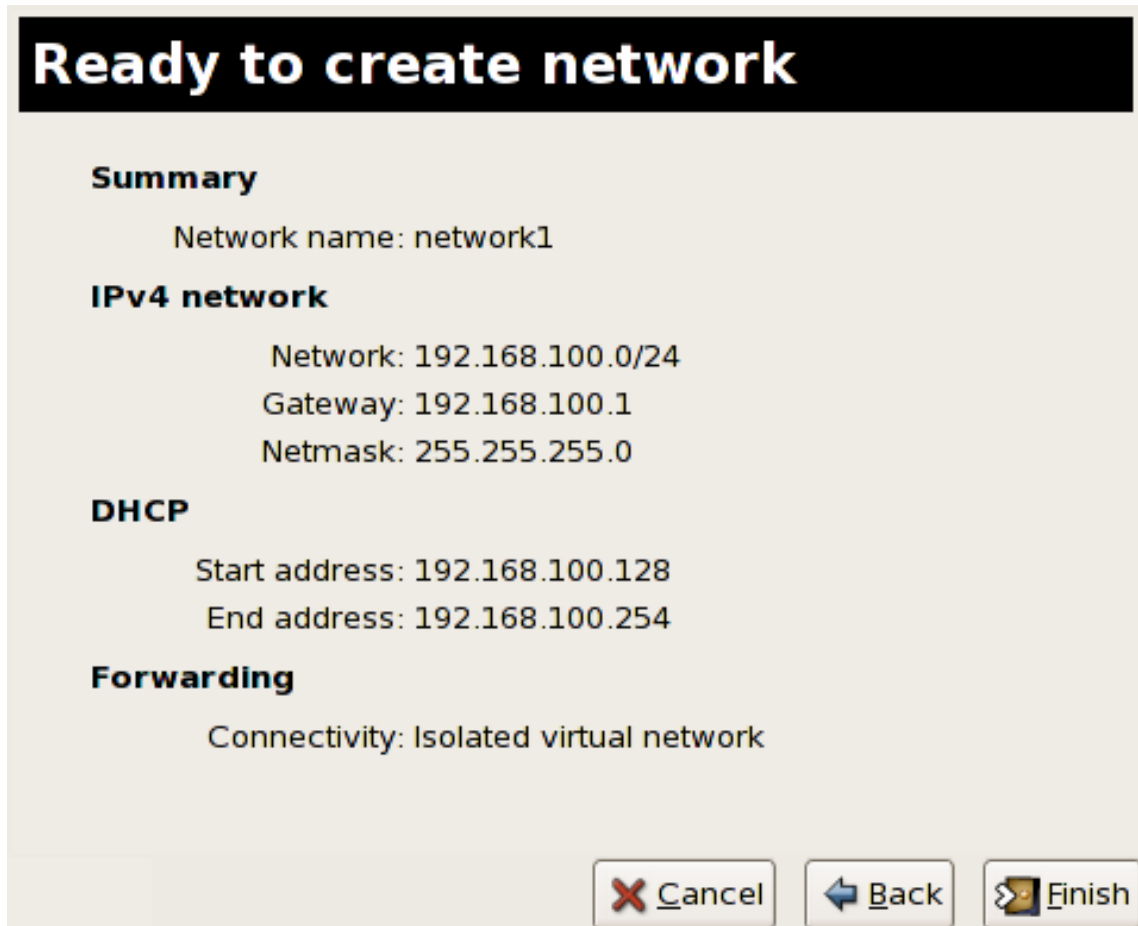 Ready to create network
Summary
Network name: network1
IPv4 network
Network: 192.168.100.0/24
Gateway: 192.168.100.1
Netmask: 255.255.255.0
DHCP
Start address: 192.168.100.128
End address: 192.168.100.254
Forwarding
Connectivity: Isolated virtual network
Cancel Back Finish